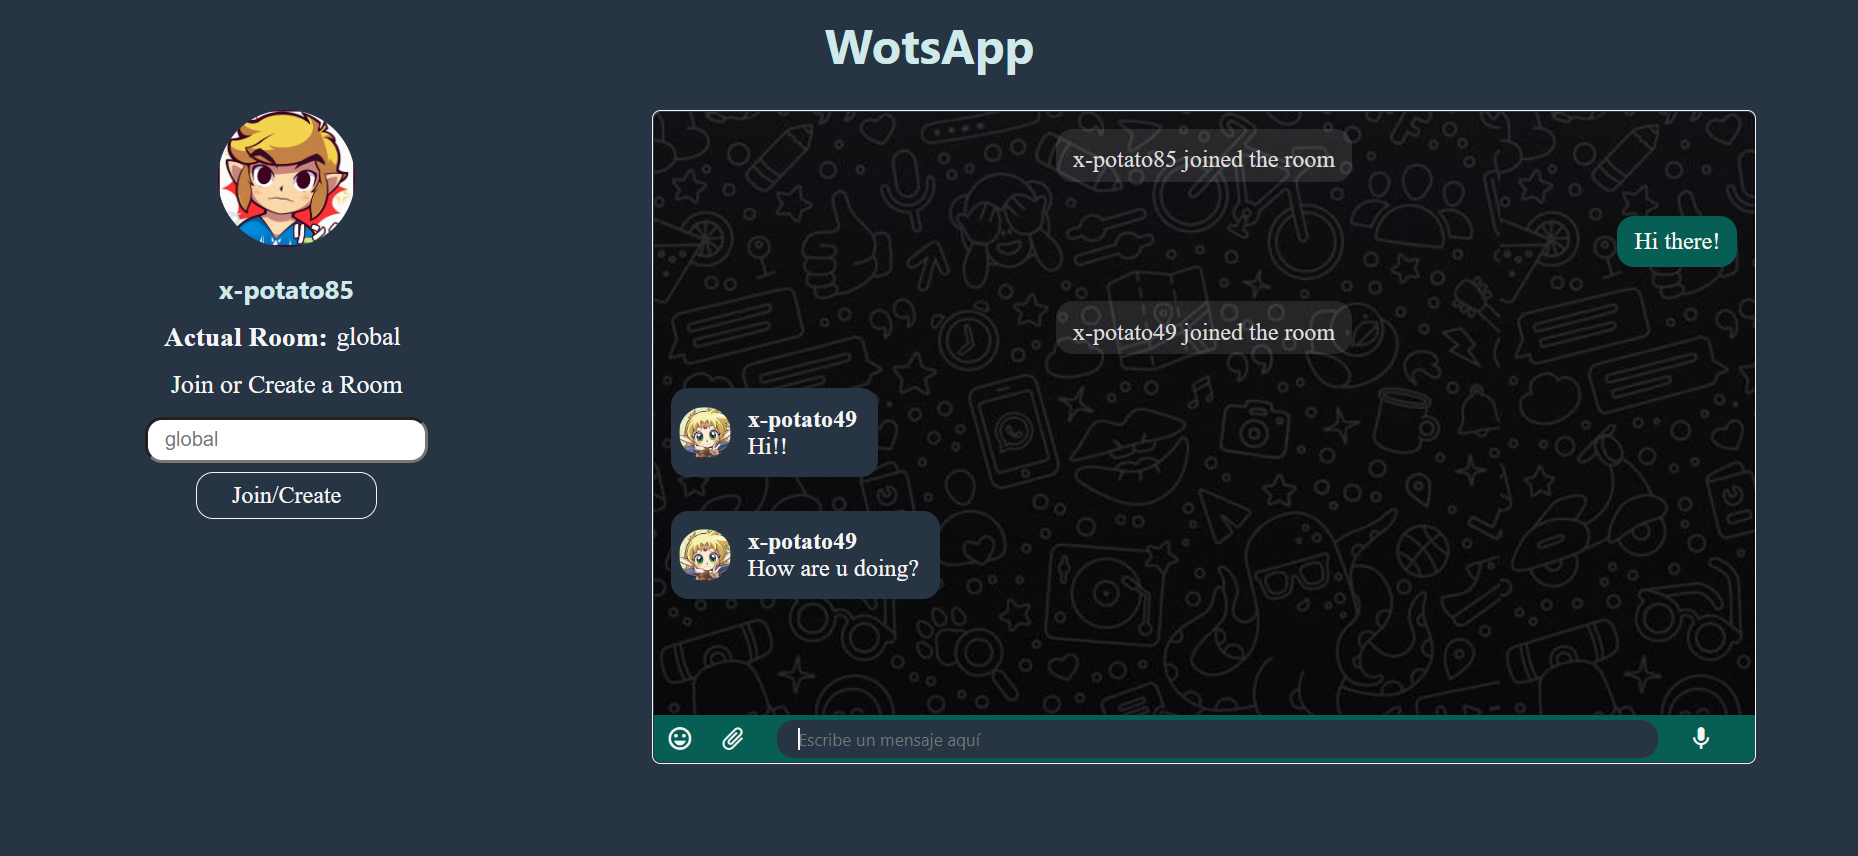 WotsApp
x-potato85
Actual Room: global
Join or Create a Room
global
Join/Create
x-potato85 joined the room
Hi there!
x-potato49 joined the room
x-potato49
Hi!!
x-potato49
How are u doing?
Escribe un mensaje aquí